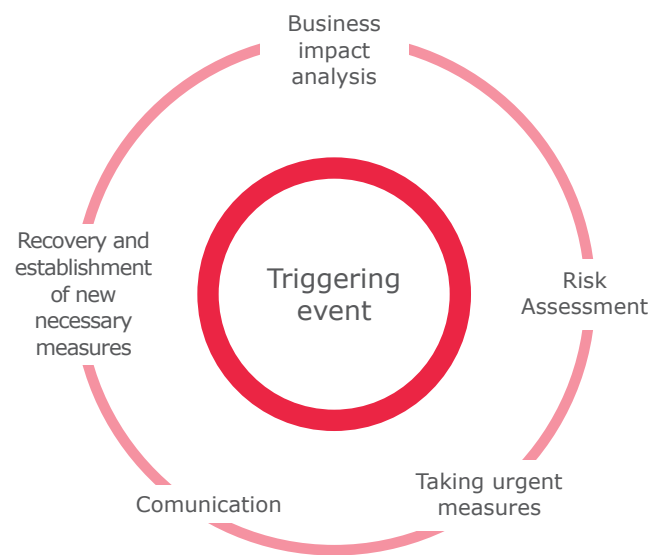 Business
impact
analysis
Risk
Assessment
Taking urgent
measures
Comunication
Recovery and
establishment
of new
necessary
measures
Triggering
event